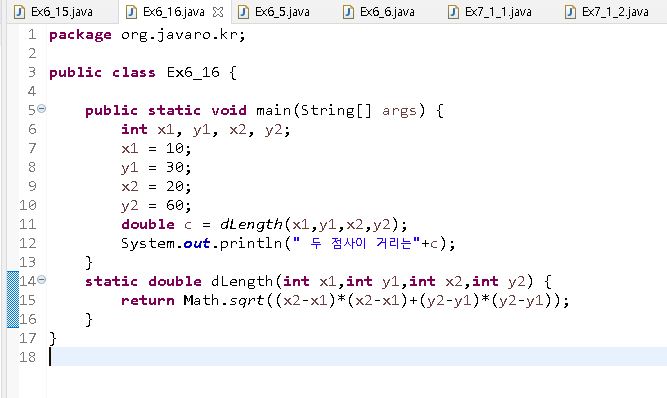 Ex6_15.java Ex6_16.java Ex6_5.java Ex6_6.java Ex7_1_1.java Ex7_1_2.java
1 package org.javaro.kr;
2
3 public class Ex6_16 {
4
5 public static void main(String[] args) {
6 int x1, y1, x2, y2;
7 x1 = 10;
8 y1 = 30;
9 x2 = 20;
10 y2 = 60;
11 double c = dLength(x1,y1,x2,y2);
12 System.out.println(" 두 점사이 거리는"+c);
13 }
14 static double dLength(int x1,int y1,int x2,int y2) {
15 return Math.sqrt((x2-x1)*(x2-x1)+(y2-y1)*(y2-y1));
16 }
17 }
18